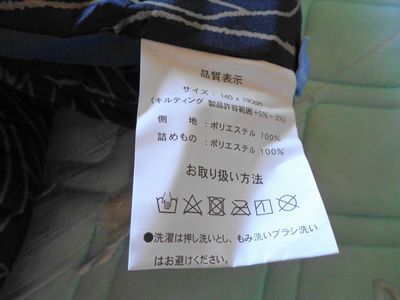 品質表示
サイズ：140×190cm
(キルティング 製品許容範囲+5%～-3%)
側　地：ポリエステル 100%
詰めもの：ポリエステル 100%
お取り扱い方法
●洗濯は押し洗いとし、もみ洗いブラシ洗い
はお避けください。